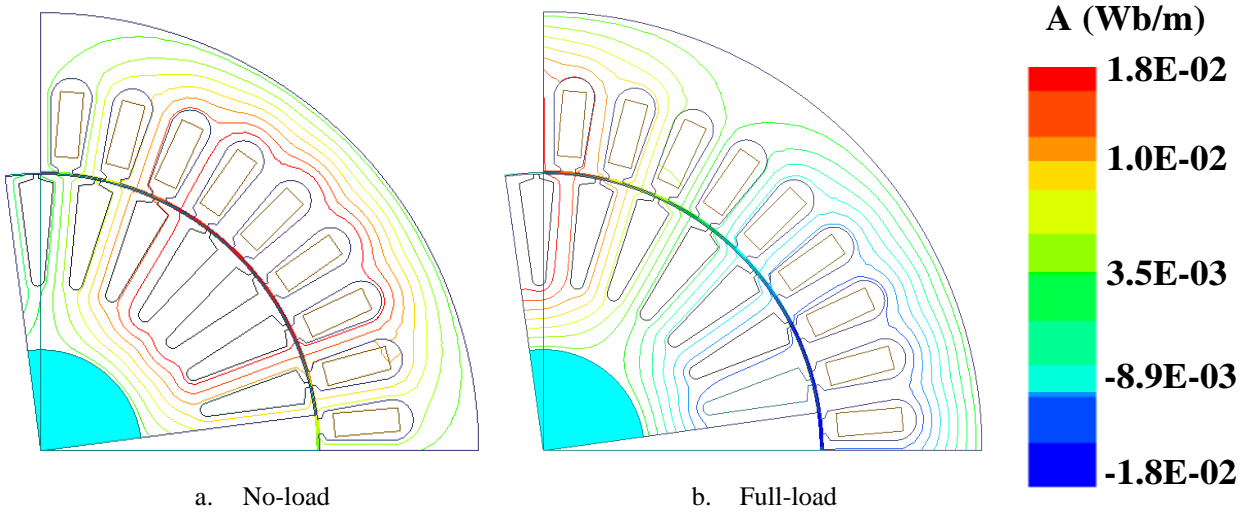 A (Wb/m)
1.8E-02
1.0E-02
3.5E-03
-8.9E-03
-1.8E-02
a. No-load
b. Full-load